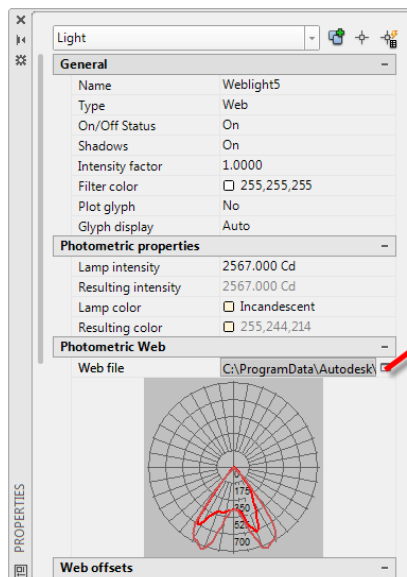 Light
General
Name Weblight5
Type Web
On/Off Status On
Shadows On
Intensity factor 1.0000
Filter color 255,255,255
Plot glyph No
Glyph display Auto
Photometric properties
Lamp intensity 2567.000 Cd
Resulting intensity 2567.000 Cd
Lamp color Incandescent
Resulting color 255,244,214
Photometric Web
Web file C:\ProgramData\Autodesk\
0
175
700
Web offsets
PROPERTIES